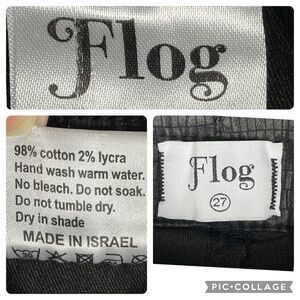 Flog
98% cotton 2% lycra
Hand wash warm water.
No bleach. Do not soak.
Do not tumble dry.
Dry in shade
MADE IN ISRAEL
Flog
27
PIC•COLLAGE